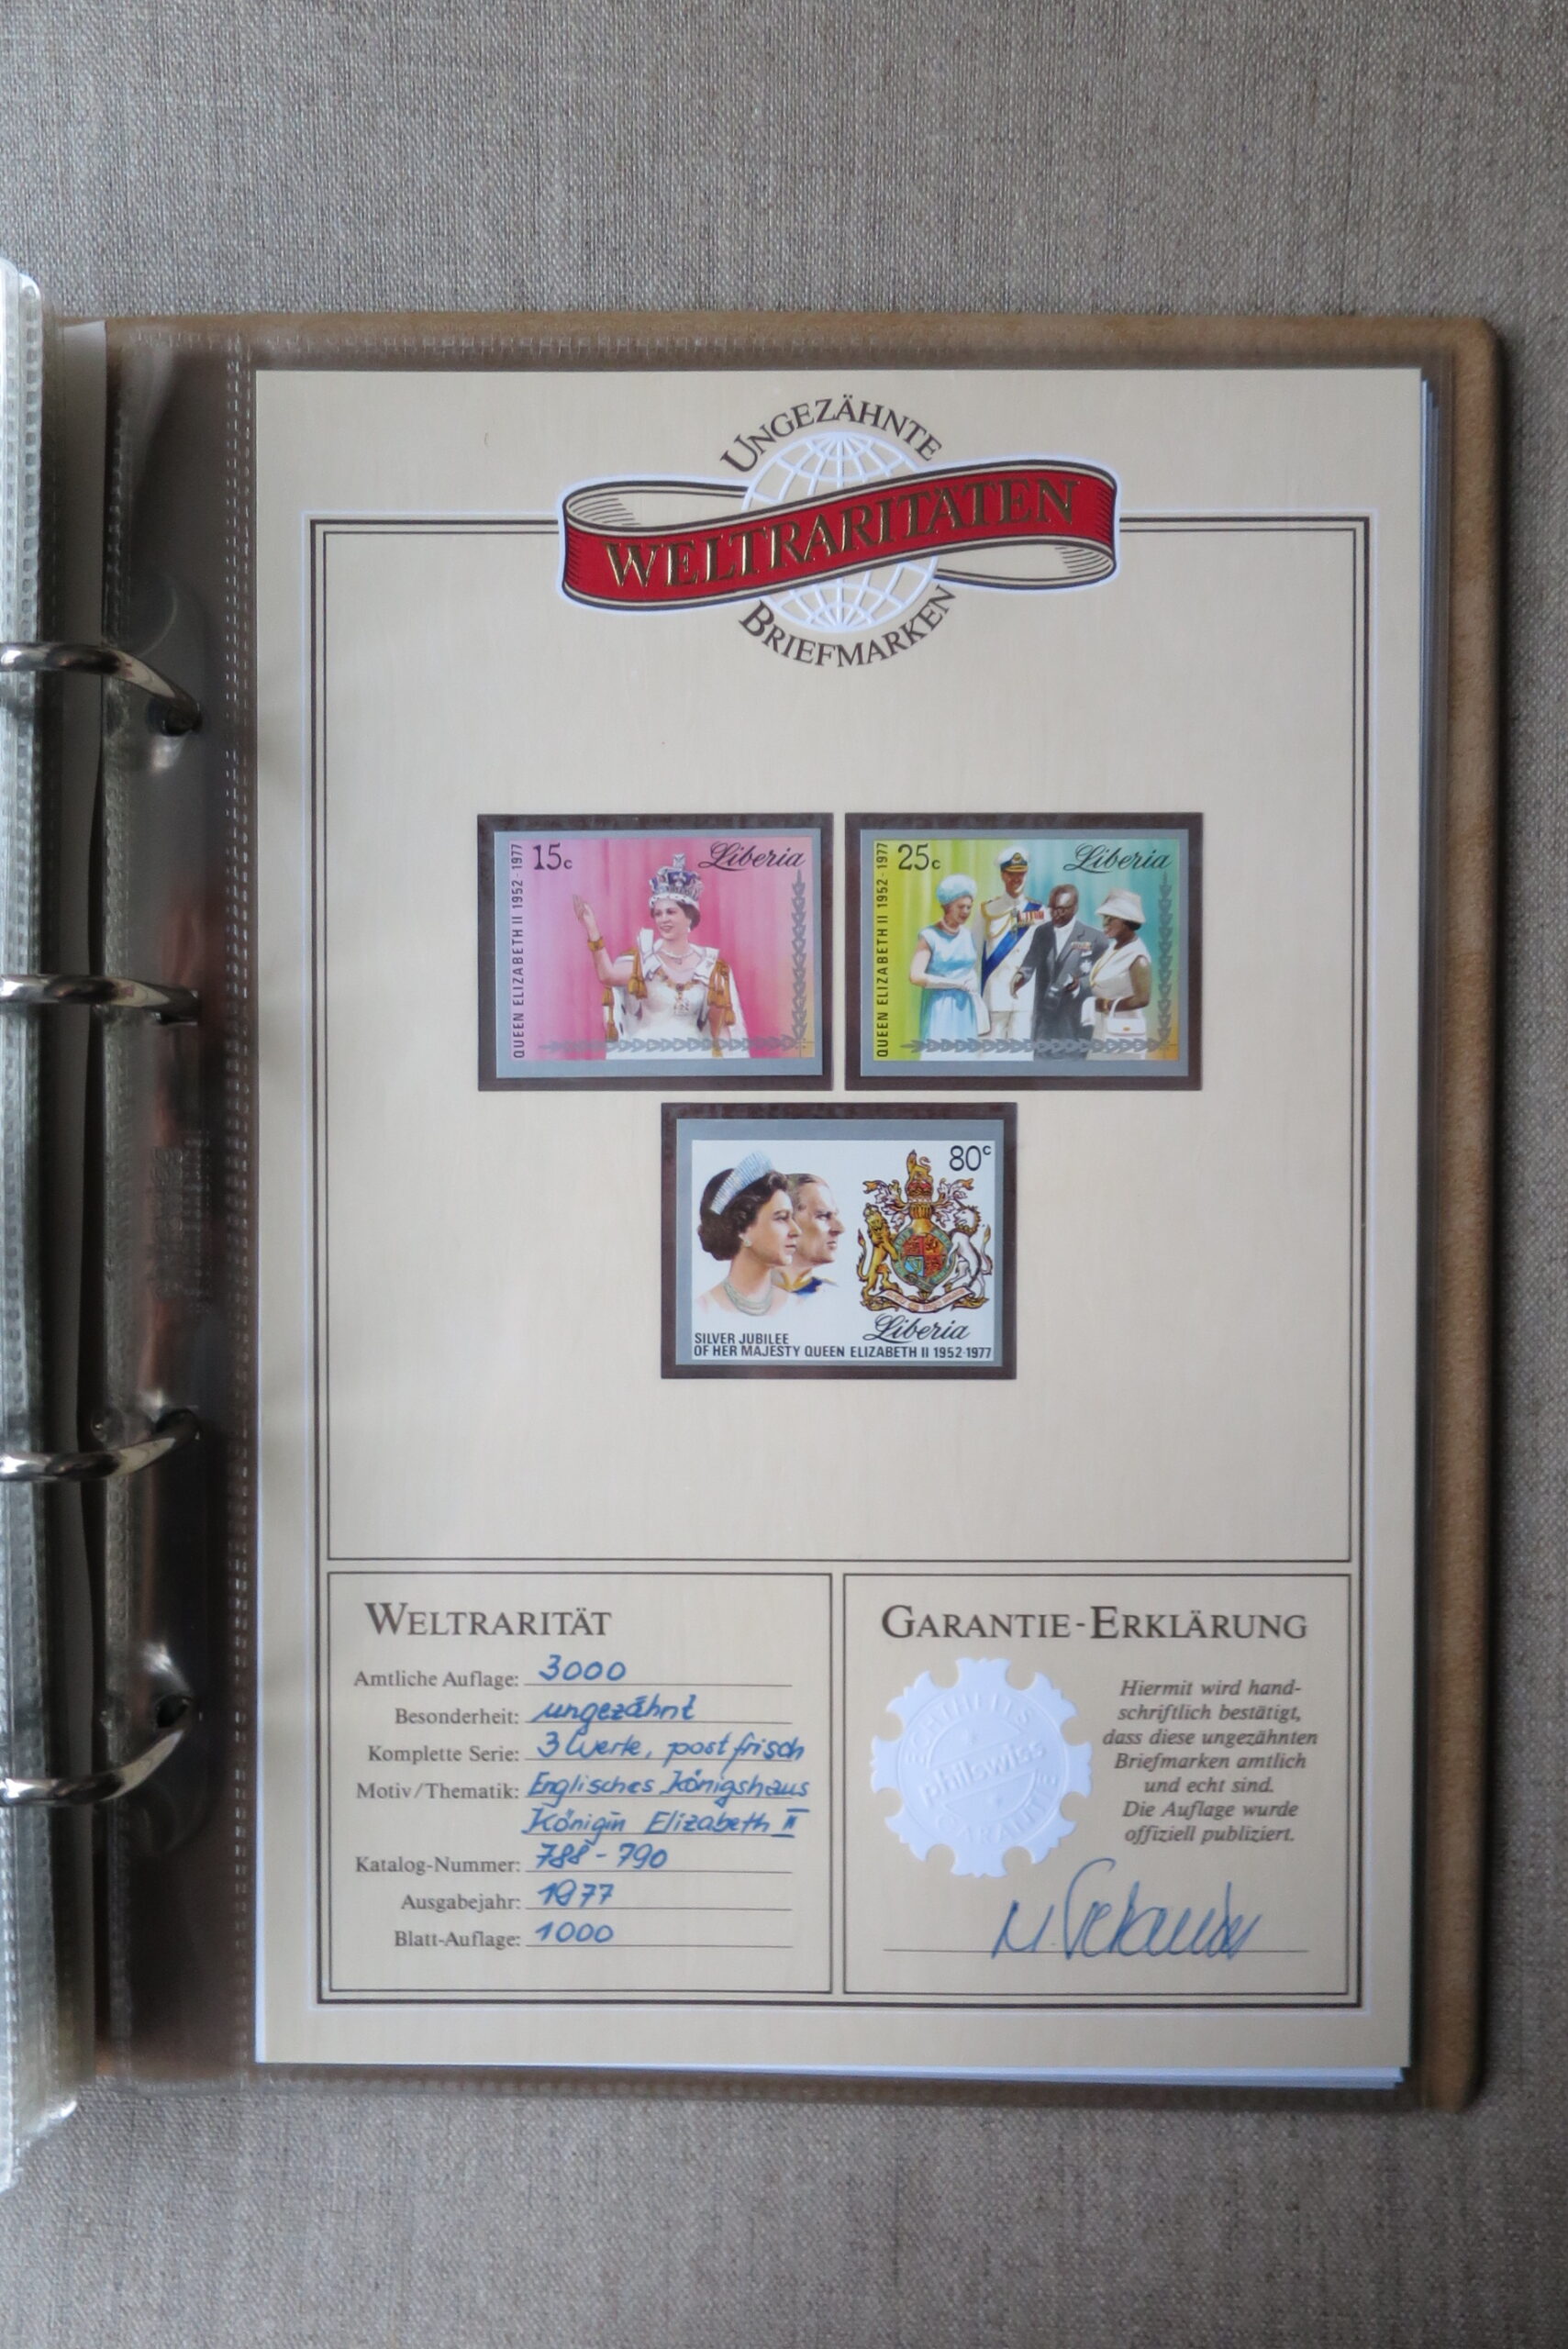 UNGEZÄHNTE
WELTRARITÄTEN
BRIEFMARKEN
QUEEN ELIZABETH II 1952-1977
15c
Liberia
QUEEN ELIZABETH II 1952-1977
25c
Liberia
80c
Liberia
SILVER JUBILEE
OF HER MAJESTY QUEEN ELIZABETH II 1952-1977
WELTRARITÄT
Amtliche Auflage: 3000
Besonderheit: ungezähnt
Komplette Serie: 3 Werte, postfrisch
Motiv/Thematik: Englisches Königshaus
Königin Elizabeth II
Katalog-Nummer: 788-790
Ausgabejahr: 1977
Blatt-Auflage: 1000
GARANTIE-ERKLÄRUNG
ECHTHEITS
philswiss
GARANTIE
Hiermit wird hand-
schriftlich bestätigt,
dass diese ungezähnten
Briefmarken amtlich
und echt sind.
Die Auflage wurde
offiziell publiziert.